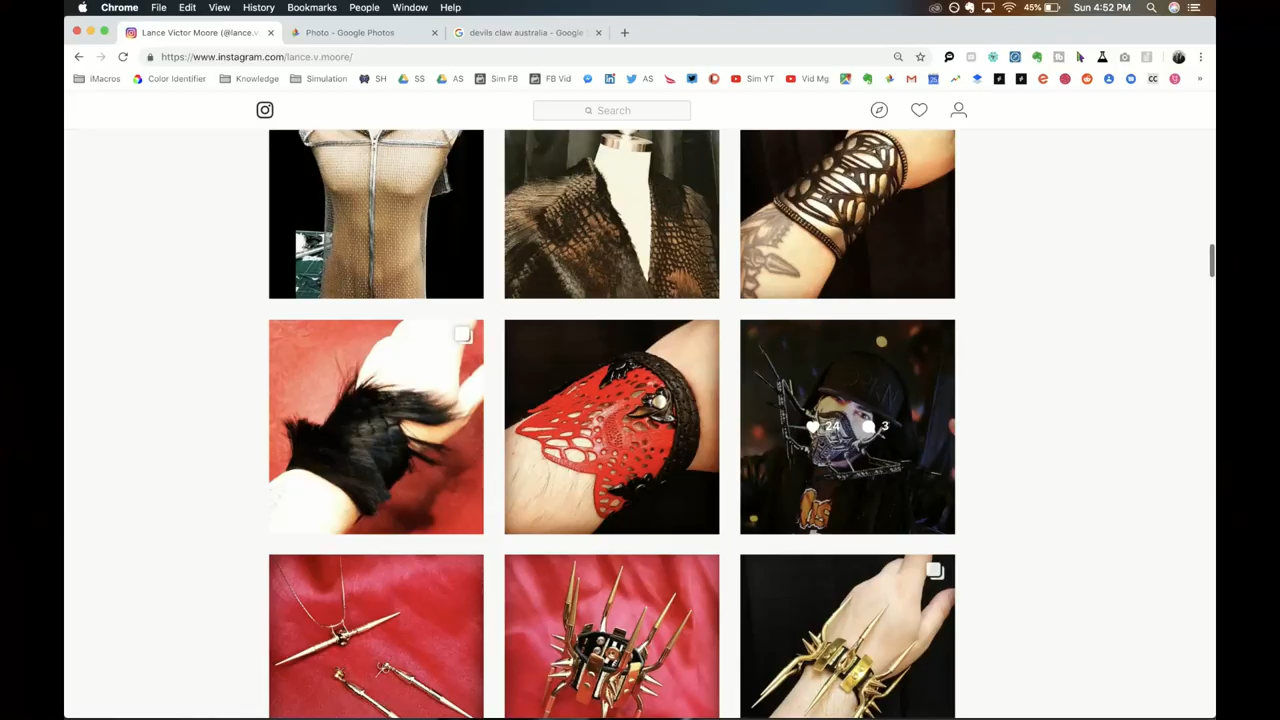 Chrome File Edit View History Bookmarks People Window Help 45% Sun 4:52 PM
Lance Victor Moore (@lance.v. Photo - Google Photos devils claw australia - Google
https://www.instagram.com/lance.v.moore/
iMacros Color Identifier Knowledge Simulation SH SS AS Sim FB FB Vid AS Sim YT Vid Mg CC »
Search
24 3